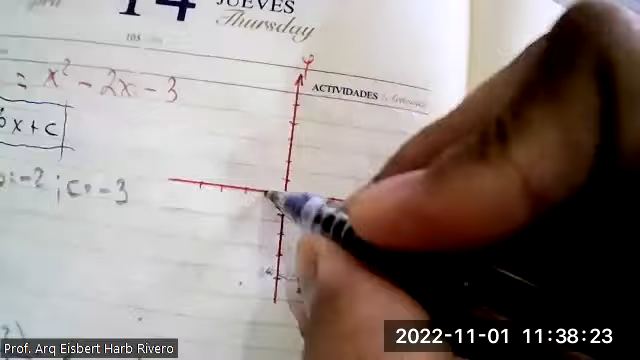 14 JUEVES
Thursday
105
Y
ACTIVIDADES
= x² - 2x - 3
x + c
= -2 ; c = -3
Prof. Arq Eisbert Harb Rivero
2022-11-01 11:38:23